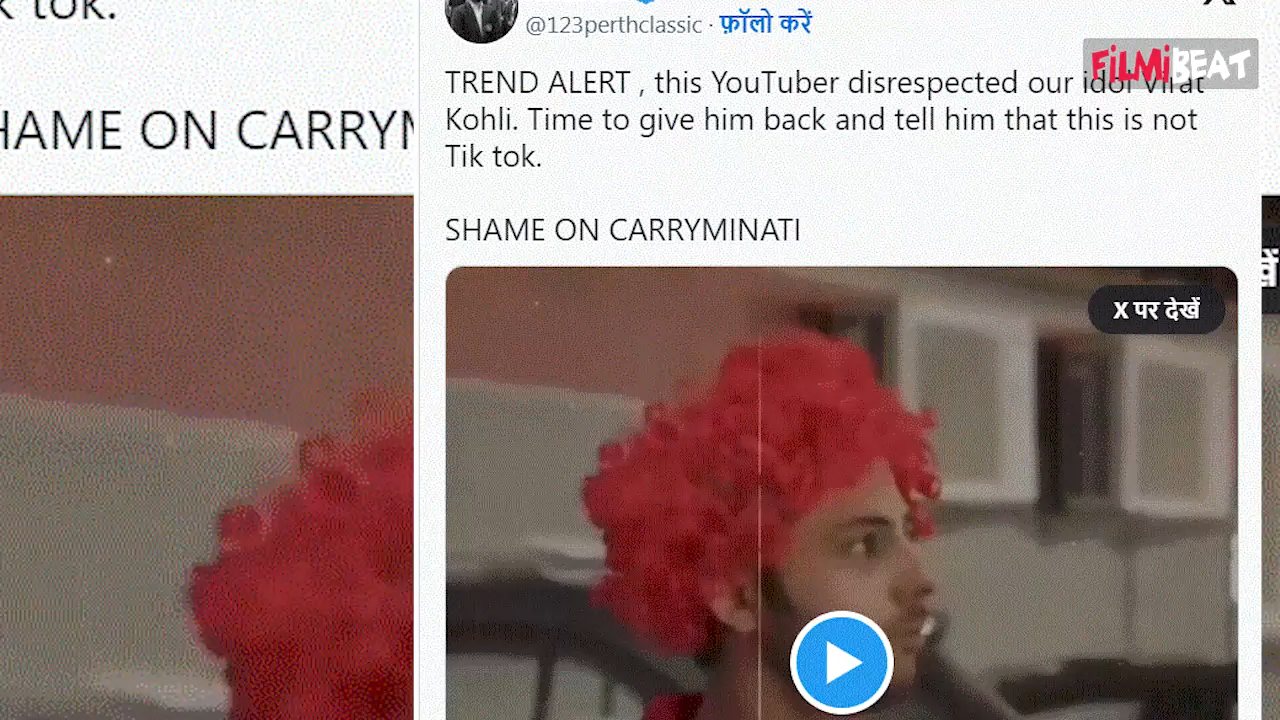 k tok.
HAME ON CARRYM
@123perthclassic · फ़ॉलो करें
FiLMiBEAT
TREND ALERT , this YouTuber disrespected our idol Virat
Kohli. Time to give him back and tell him that this is not
Tik tok.
SHAME ON CARRYMINATI
X पर देखें